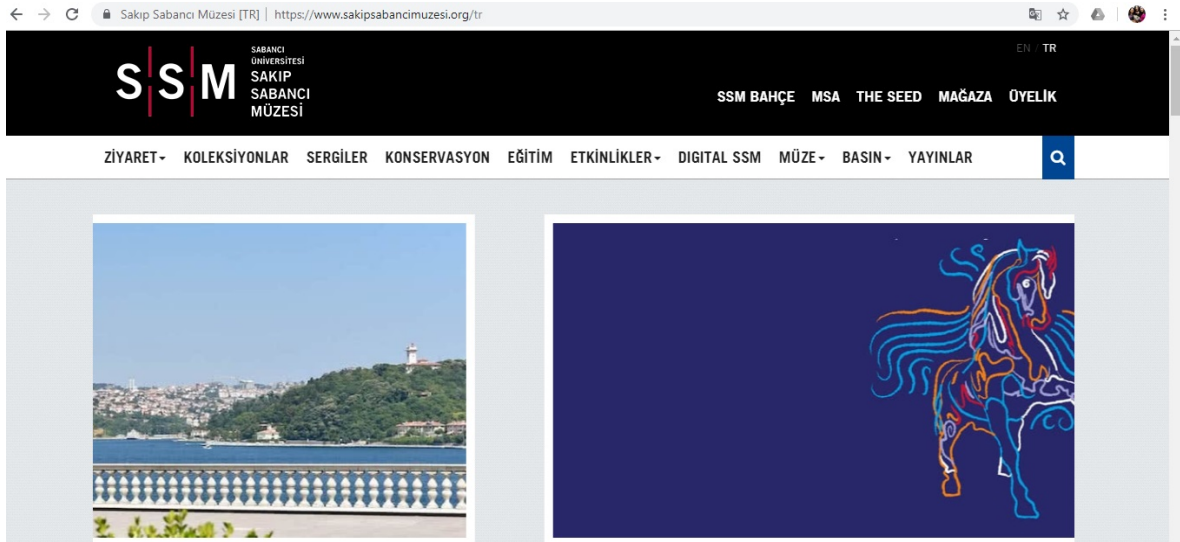 Sakıp Sabancı Müzesi [TR] | https://www.sakipsabancimuzesi.org/tr
EN / TR
SSM
SABANCI
ÜNİVERSİTESİ
SAKIP
SABANCI
MÜZESİ
SSM BAHÇE MSA THE SEED MAĞAZA ÜYELİK
ZİYARET KOLEKSİYONLAR SERGİLER KONSERVASYON EĞİTİM ETKİNLİKLER DIGITAL SSM MÜZE BASIN YAYINLAR